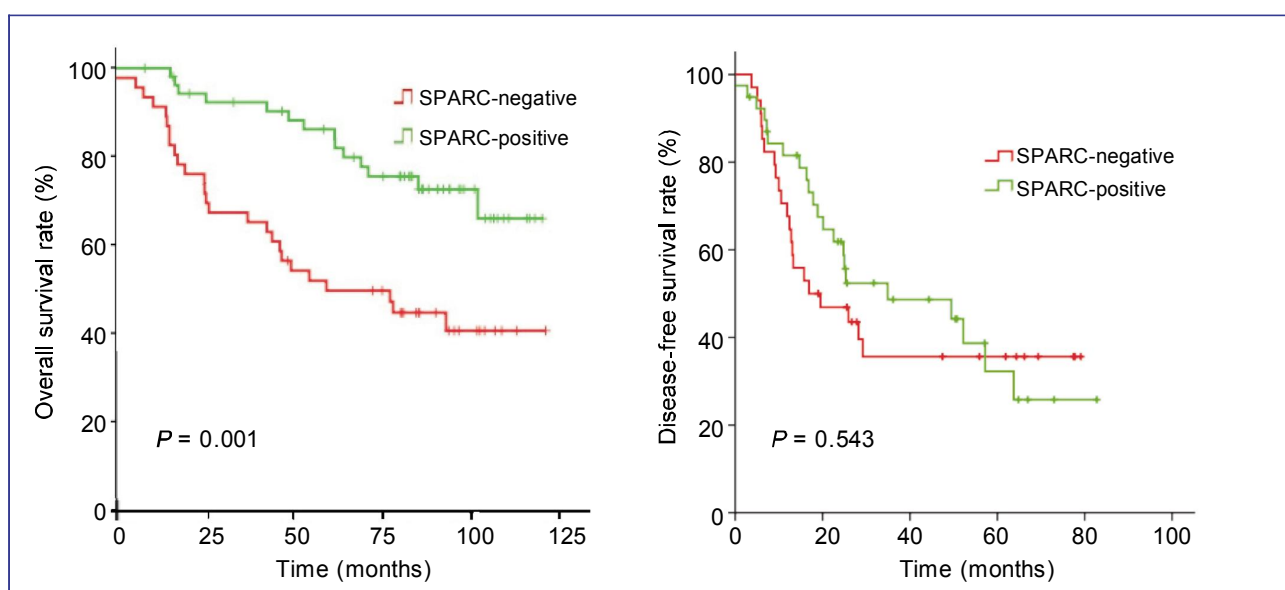 Overall survival rate (%)
100
80
60
40
20
0
0 25 50 75 100 125
Time (months)
SPARC-negative
SPARC-positive
P = 0.001
Disease-free survival rate (%)
100
80
60
40
20
0
0 20 40 60 80 100
Time (months)
SPARC-negative
SPARC-positive
P = 0.543